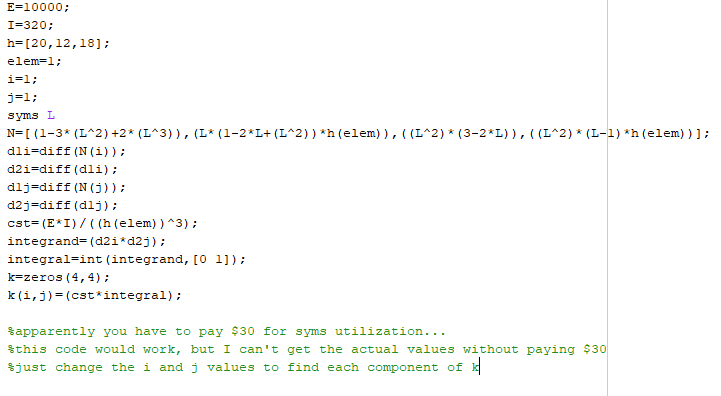 E=10000;
I=320;
h=[20,12,18];
elem=1;
i=1;
j=1;
syms L
N=[(1-3*(L^2)+2*(L^3)),(L*(1-2*L+(L^2))*h(elem)),((L^2)*(3-2*L)),((L^2)*(L-1)*h(elem))];
d1i=diff(N(i));
d2i=diff(d1i);
d1j=diff(N(j));
d2j=diff(d1j);
cst=(E*I)/((h(elem))^3);
integrand=(d2i*d2j);
integral=int(integrand,[0 1]);
k=zeros(4,4);
k(i,j)=(cst*integral);
%apparently you have to pay $30 for syms utilization...
%this code would work, but I can't get the actual values without paying $30
%just change the i and j values to find each component of k